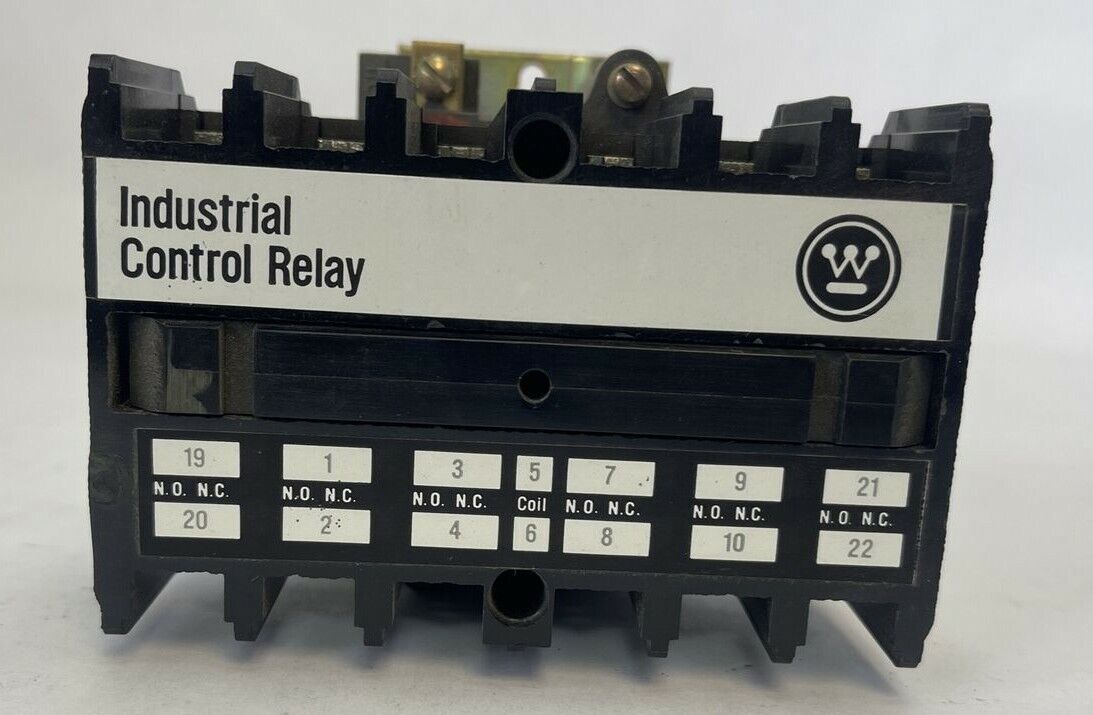 Industrial
Control Relay
W
19 1 3 5 7 9 21
N.O. N.C. N.O. N.C. N.O. N.C. Coil N.O. N.C. N.O. N.C. N.O. N.C.
20 2 4 6 8 10 22